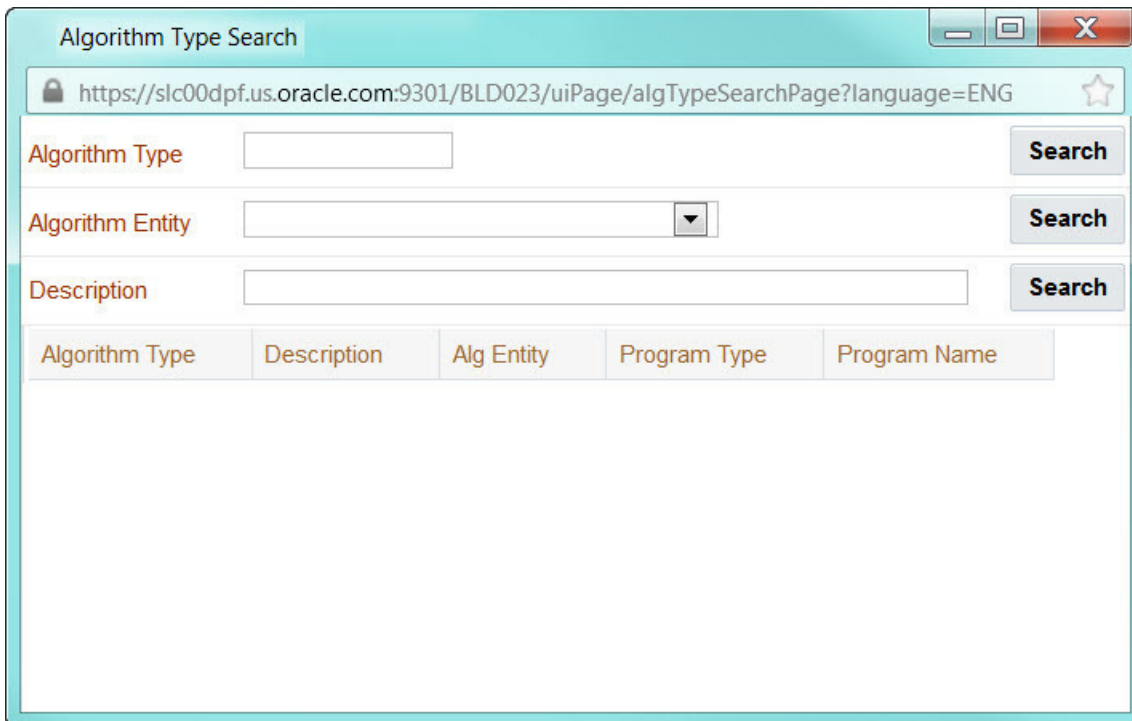 Algorithm Type Search
https://slc00dpf.us.oracle.com:9301/BLD023/uiPage/algTypeSearchPage?language=ENG
Algorithm Type Search
Algorithm Entity Search
Description Search
Algorithm Type Description Alg Entity Program Type Program Name